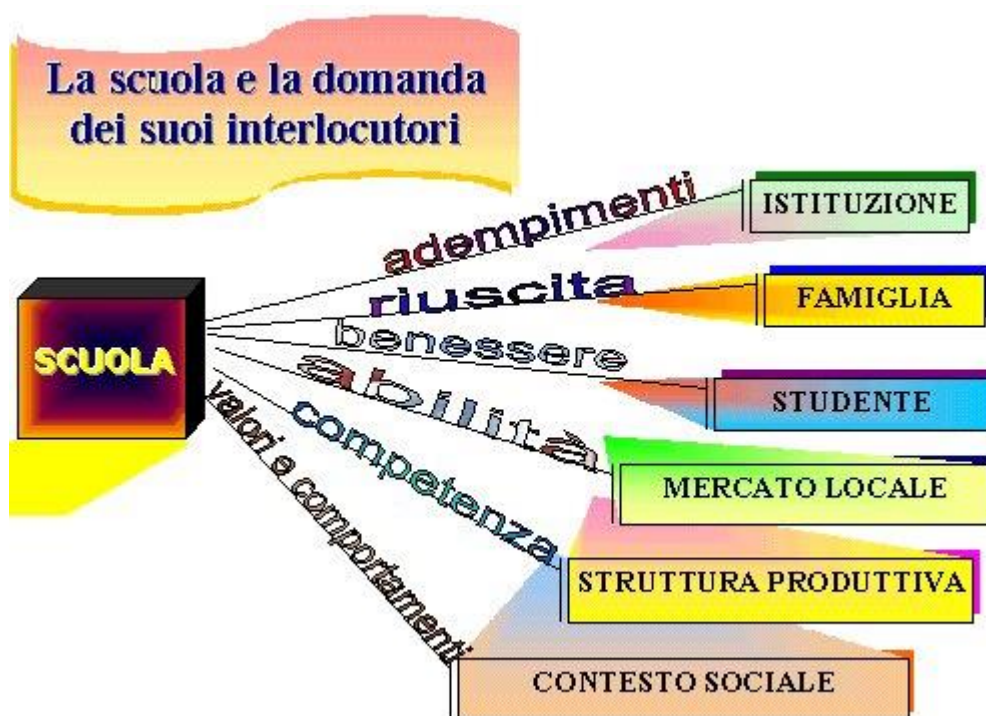 La scuola e la domanda
dei suoi interlocutori
adempimenti
ISTITUZIONE
riuscita
FAMIGLIA
benessere
STUDENTE
SCUOLA
abilità
MERCATO LOCALE
competenza
STRUTTURA PRODUTTIVA
valori e comportamenti
CONTESTO SOCIALE